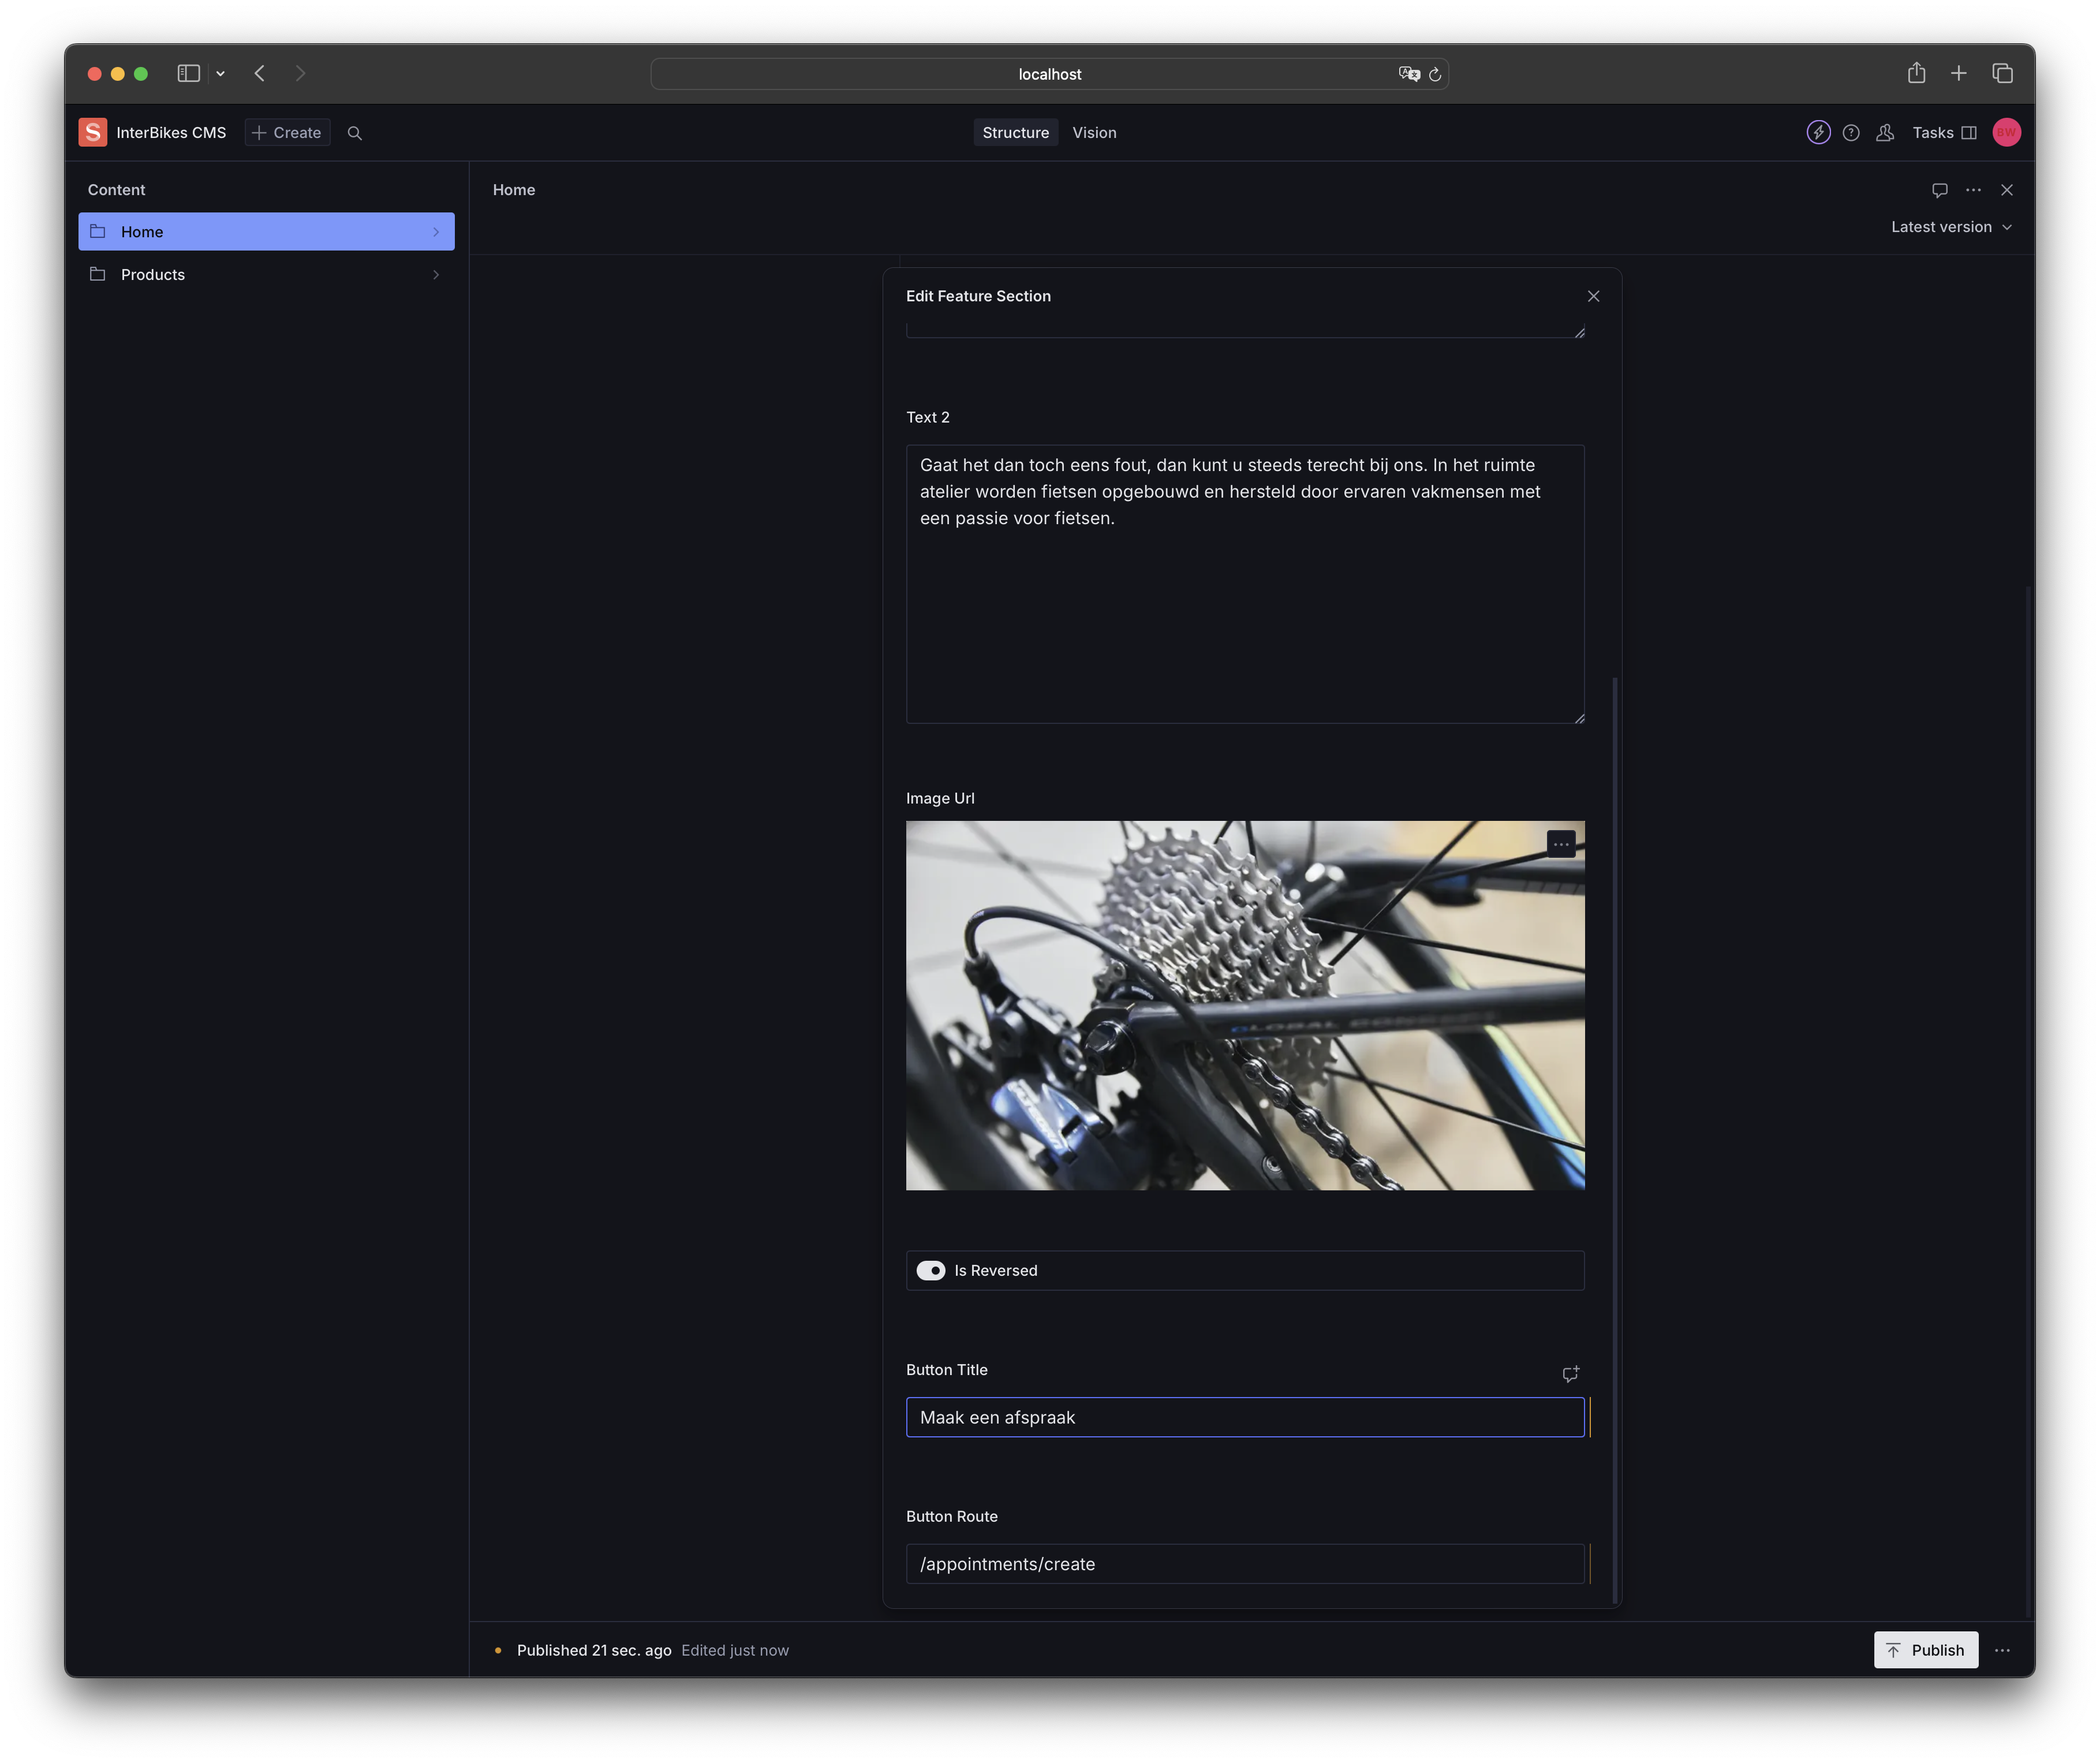 localhost
S InterBikes CMS
Create
Structure
Vision
Tasks
BW
Content
Home
Products
Home
Latest version
Edit Feature Section
Text 2
Gaat het dan toch eens fout, dan kunt u steeds terecht bij ons. In het ruimte
atelier worden fietsen opgebouwd en hersteld door ervaren vakmensen met
een passie voor fietsen.
Image Url
GLOBAL CONCEPT
Is Reversed
Button Title
Maak een afspraak
Button Route
/appointments/create
Published 21 sec. ago Edited just now
Publish